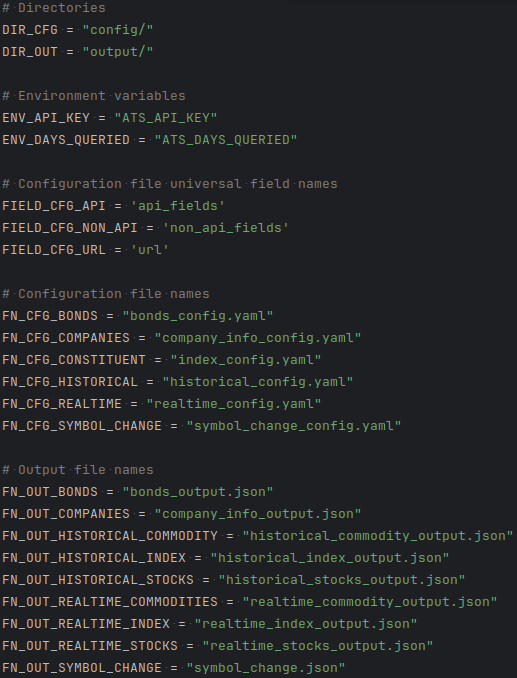 # Directories
DIR_CFG = "config/"
DIR_OUT = "output/"
# Environment variables
ENV_API_KEY = "ATS_API_KEY"
ENV_DAYS_QUERIED = "ATS_DAYS_QUERIED"
# Configuration file universal field names
FIELD_CFG_API = 'api_fields'
FIELD_CFG_NON_API = 'non_api_fields'
FIELD_CFG_URL = 'url'
# Configuration file names
FN_CFG_BONDS = "bonds_config.yaml"
FN_CFG_COMPANIES = "company_info_config.yaml"
FN_CFG_CONSTITUENT = "index_config.yaml"
FN_CFG_HISTORICAL = "historical_config.yaml"
FN_CFG_REALTIME = "realtime_config.yaml"
FN_CFG_SYMBOL_CHANGE = "symbol_change_config.yaml"
# Output file names
FN_OUT_BONDS = "bonds_output.json"
FN_OUT_COMPANIES = "company_info_output.json"
FN_OUT_HISTORICAL_COMMODITY = "historical_commodity_output.json"
FN_OUT_HISTORICAL_INDEX = "historical_index_output.json"
FN_OUT_HISTORICAL_STOCKS = "historical_stocks_output.json"
FN_OUT_REALTIME_COMMODITIES = "realtime_commodity_output.json"
FN_OUT_REALTIME_INDEX = "realtime_index_output.json"
FN_OUT_REALTIME_STOCKS = "realtime_stocks_output.json"
FN_OUT_SYMBOL_CHANGE = "symbol_change.json"